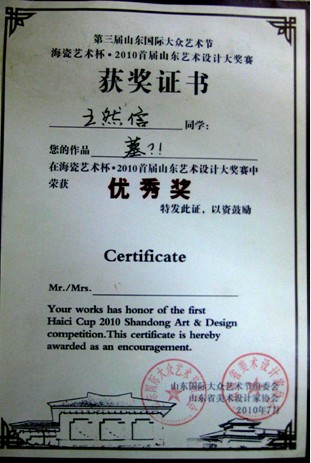 第三届山东国际大众艺术节
海瓷艺术杯·2010首届山东艺术设计大奖赛
获奖证书
王然信 同学:
您的作品 墓?!
在海瓷艺术杯·2010首届山东艺术设计大奖赛中
荣获 优秀奖
特发此证，以资鼓励
Certificate
Mr./Mrs.
Your works has honor of the first
Haici Cup 2010 Shandong Art & Design
competition.This certificate is hereby
awarded as an encouragement.
山东国际大众艺术节组委会
山东省美术设计家协会
2010年7月